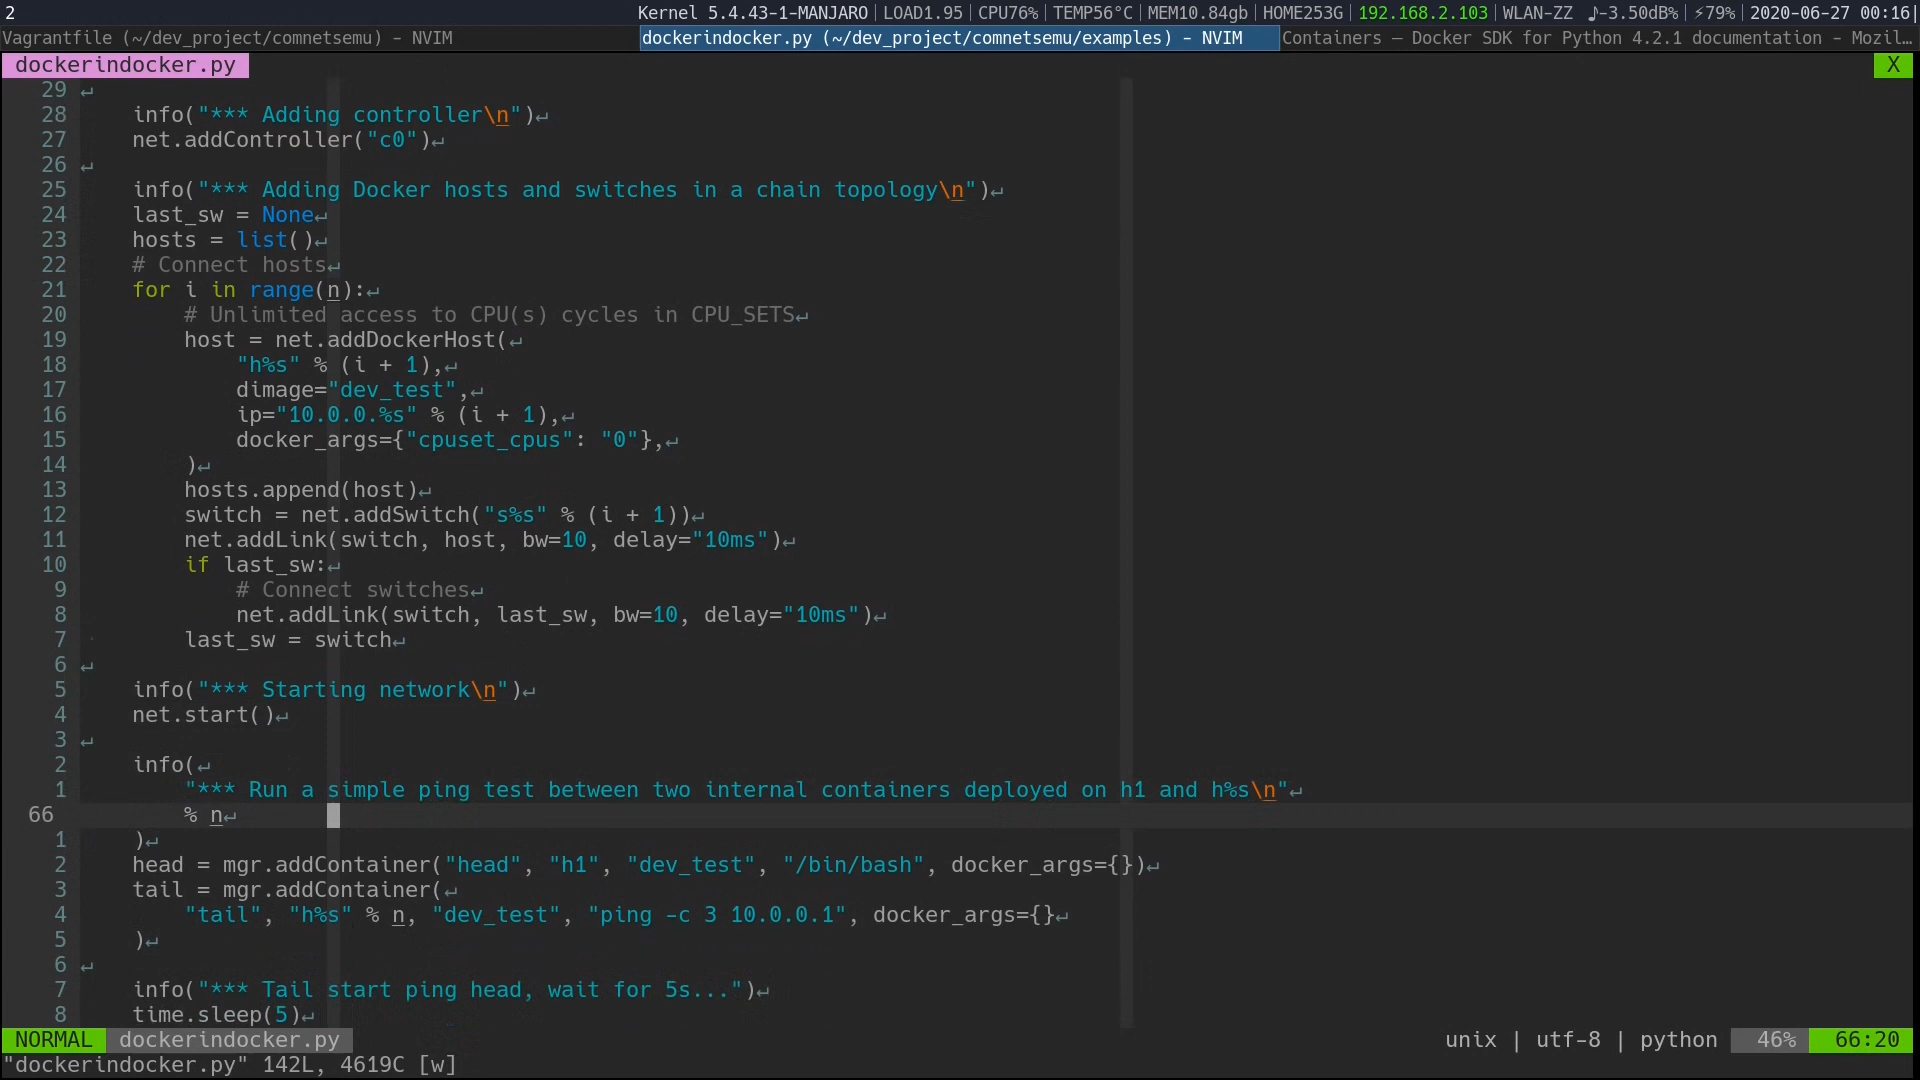 2 Kernel 5.4.43-1-MANJARO|LOAD1.95|CPU76%|TEMP56°C|MEM10.84gb|HOME253G|192.168.2.103|WLAN-ZZ ♪-3.50dB%|⚡79%|2020-06-27 00:16|
Vagrantfile (~/dev_project/comnetsemu) - NVIM dockerindocker.py (~/dev_project/comnetsemu/examples) - NVIM Containers — Docker SDK for Python 4.2.1 documentation - Mozil…
dockerindocker.py X
29 ↵
28     info("*** Adding controller\n")↵
27     net.addController("c0")↵
26 ↵
25     info("*** Adding Docker hosts and switches in a chain topology\n")↵
24     last_sw = None↵
23     hosts = list()↵
22     # Connect hosts↵
21     for i in range(n):↵
20         # Unlimited access to CPU(s) cycles in CPU_SETS↵
19         host = net.addDockerHost(↵
18             "h%s" % (i + 1),↵
17             dimage="dev_test",↵
16             ip="10.0.0.%s" % (i + 1),↵
15             docker_args={"cpuset_cpus": "0"},↵
14         )↵
13         hosts.append(host)↵
12         switch = net.addSwitch("s%s" % (i + 1))↵
11         net.addLink(switch, host, bw=10, delay="10ms")↵
10         if last_sw:↵
9             # Connect switches↵
8             net.addLink(switch, last_sw, bw=10, delay="10ms")↵
7         last_sw = switch↵
6 ↵
5     info("*** Starting network\n")↵
4     net.start()↵
3 ↵
2     info(↵
1         "*** Run a simple ping test between two internal containers deployed on h1 and h%s\n"↵
66         % n↵
1     )↵
2     head = mgr.addContainer("head", "h1", "dev_test", "/bin/bash", docker_args={})↵
3     tail = mgr.addContainer(↵
4         "tail", "h%s" % n, "dev_test", "ping -c 3 10.0.0.1", docker_args={}↵
5     )↵
6 ↵
7     info("*** Tail start ping head, wait for 5s...")↵
8     time.sleep(5)↵
NORMAL dockerindocker.py unix | utf-8 | python 46% 66:20
"dockerindocker.py" 142L, 4619C [w]